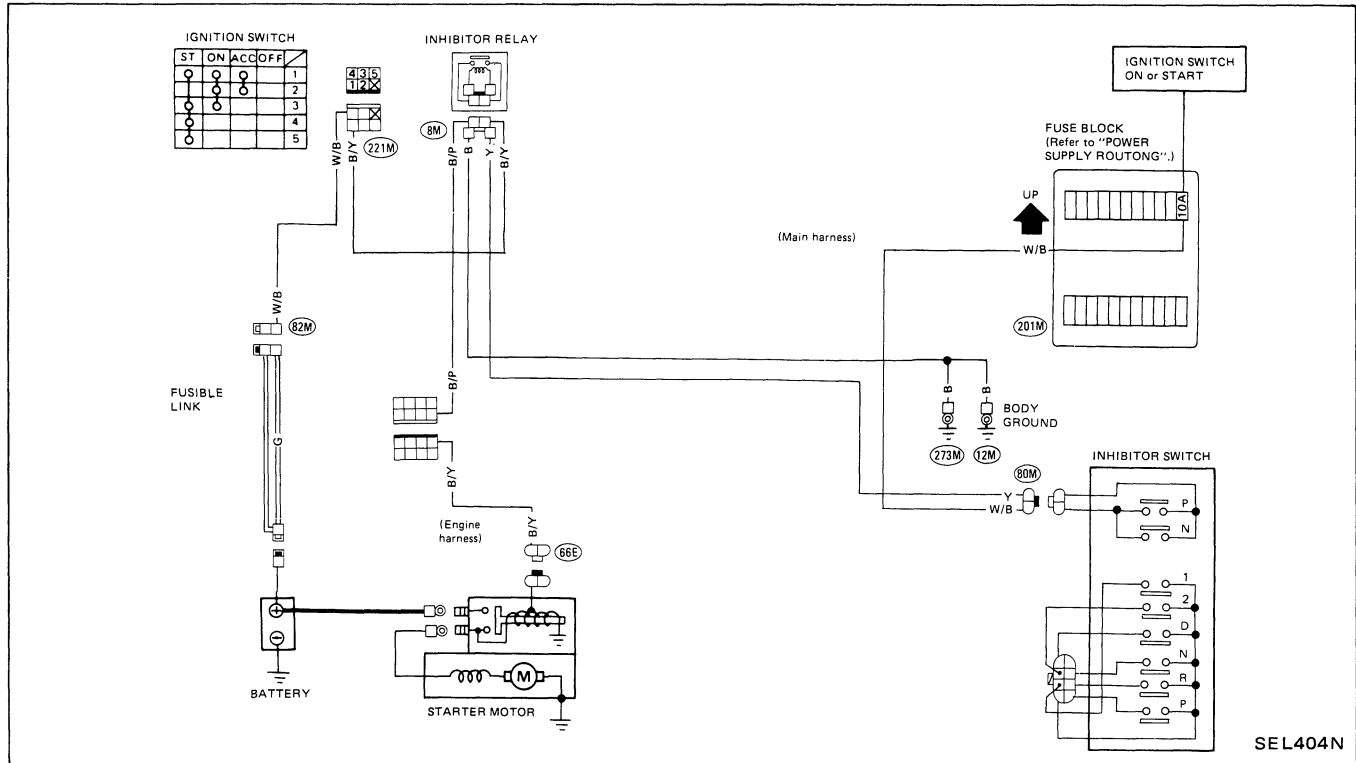 IGNITION SWITCH
ST ON ACC OFF
1
2
3
4
5
4 3 5
1 2
221M
W/B
B/Y
INHIBITOR RELAY
8M
B/P
B
Y
B/Y
IGNITION SWITCH
ON or START
FUSE BLOCK
(Refer to "POWER
SUPPLY ROUTONG".)
UP
10A
W/B
201M
(Main harness)
W/B
82M
FUSIBLE
LINK
G
B/P
B/Y
(Engine
harness)
B/Y
66E
B
B
BODY
GROUND
273M
12M
80M
Y
W/B
INHIBITOR SWITCH
P
N
1
2
D
N
R
P
BATTERY
M
STARTER MOTOR
SEL404N